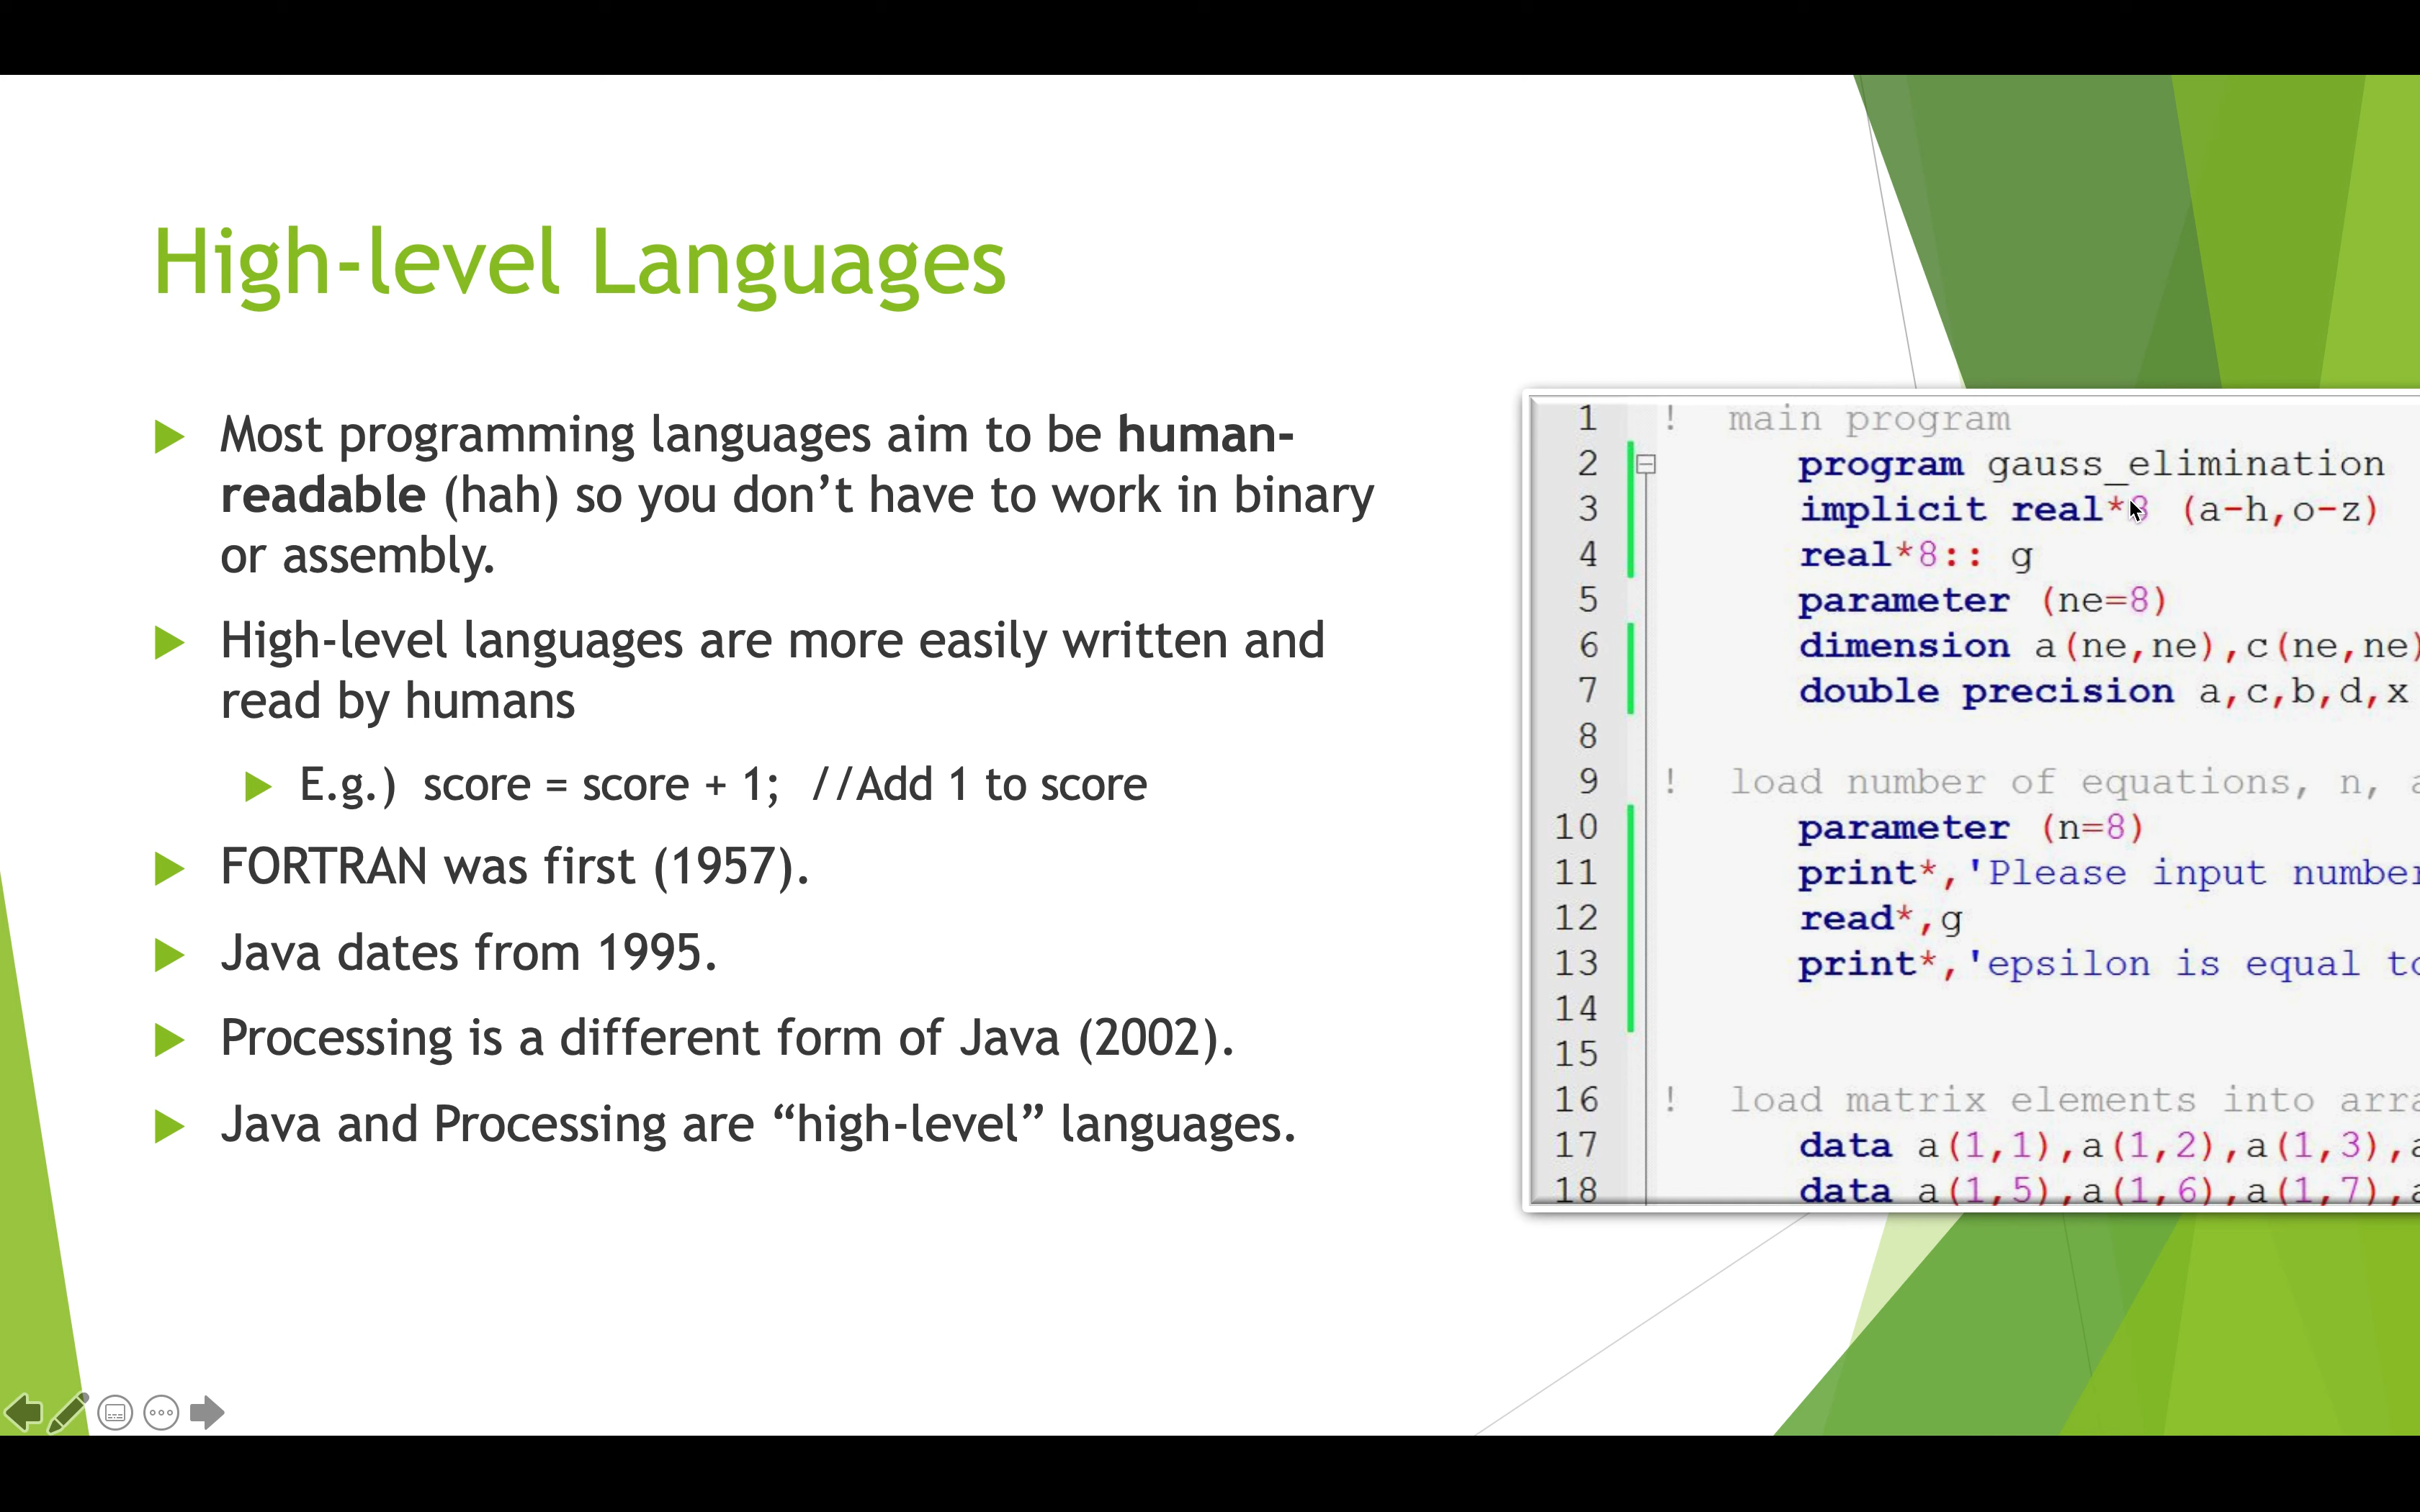 High-level Languages
Most programming languages aim to be human-
readable (hah) so you don’t have to work in binary
or assembly.
High-level languages are more easily written and
read by humans
E.g.) score = score + 1; //Add 1 to score
FORTRAN was first (1957).
Java dates from 1995.
Processing is a different form of Java (2002).
Java and Processing are “high-level” languages.
1 ! main program
2 program gauss_elimination
3 implicit real*8 (a-h,o-z)
4 real*8:: g
5 parameter (ne=8)
6 dimension a(ne,ne),c(ne,ne)
7 double precision a,c,b,d,x
8
9 ! load number of equations, n,
10 parameter (n=8)
11 print*,'Please input number
12 read*,g
13 print*,'epsilon is equal to
14
15
16 ! load matrix elements into
17 data a(1,1),a(1,2),a(1,3),
18 data a(1,5),a(1,6),a(1,7),